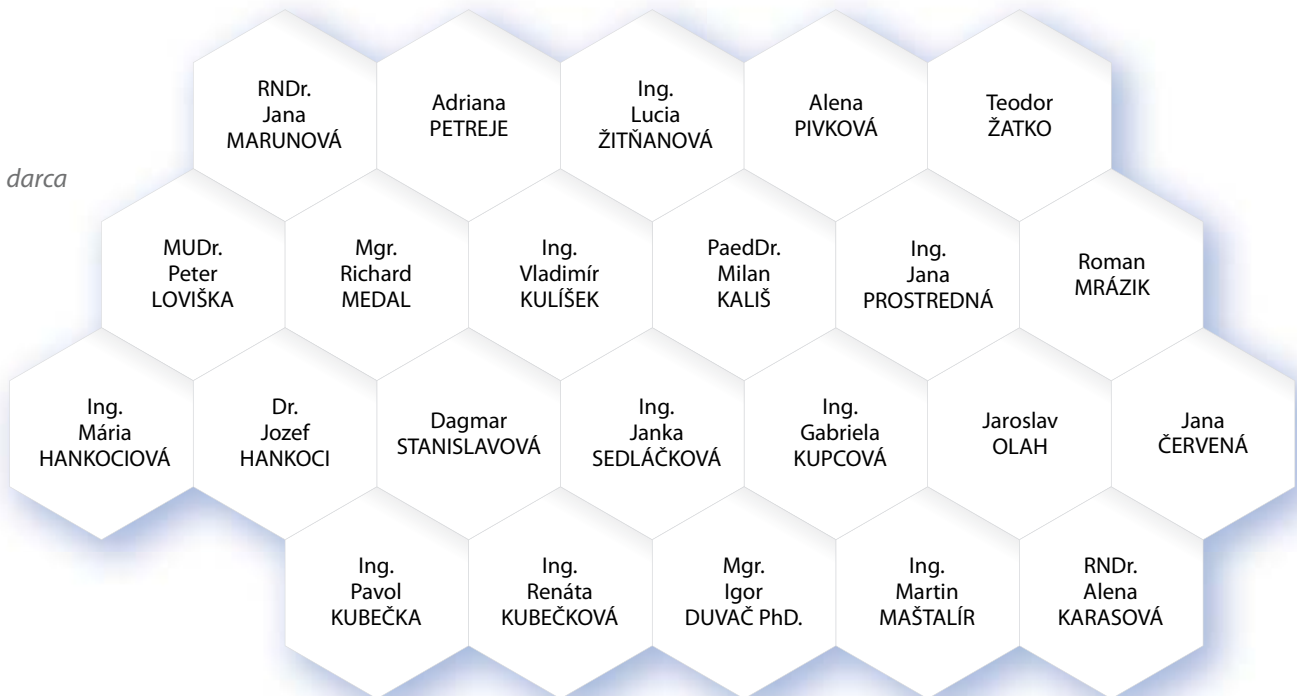 RNDr.
Jana
MARUNOVÁ
Adriana
PETREJE
Ing.
Lucia
ŽITŇANOVÁ
Alena
PIVKOVÁ
Teodor
ŽATKO
darca
MUDr.
Peter
LOVIŠKA
Mgr.
Richard
MEDAL
Ing.
Vladimír
KULÍŠEK
PaedDr.
Milan
KALIŠ
Ing.
Jana
PROSTREDNÁ
Roman
MRÁZIK
Ing.
Mária
HANKOCIOVÁ
Dr.
Jozef
HANKOCI
Dagmar
STANISLAVOVÁ
Ing.
Janka
SEDLÁČKOVÁ
Ing.
Gabriela
KUPCOVÁ
Jaroslav
OLAH
Jana
ČERVENÁ
Ing.
Pavol
KUBEČKA
Ing.
Renáta
KUBEČKOVÁ
Mgr.
Igor
DUVAČ PhD.
Ing.
Martin
MAŠTALÍR
RNDr.
Alena
KARASOVÁ